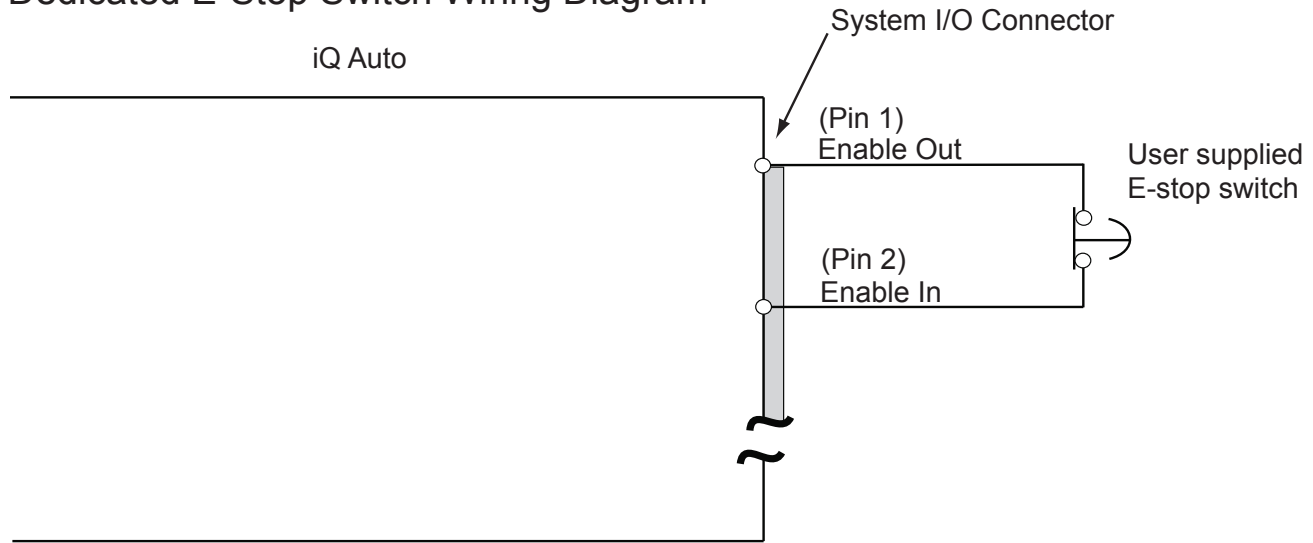 Dedicated E-Stop Switch Wiring Diagram
System I/O Connector
iQ Auto
(Pin 1)
Enable Out
User supplied
E-stop switch
(Pin 2)
Enable In